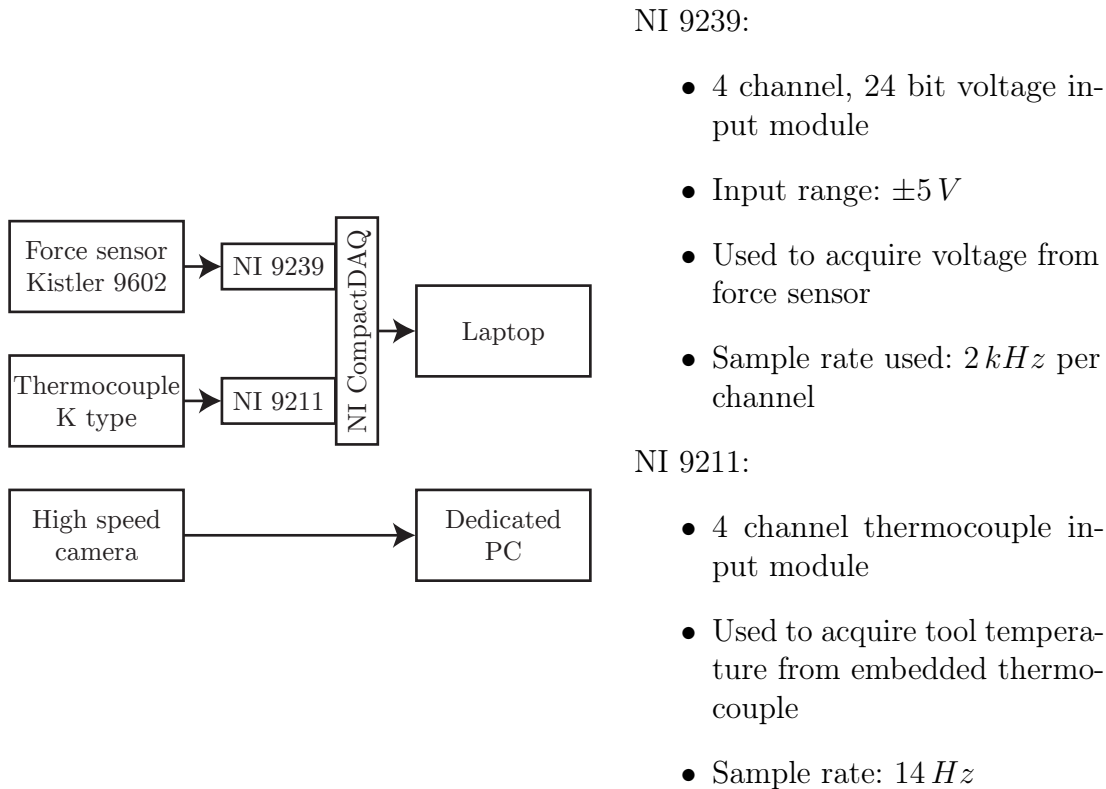 Force sensor
Kistler 9602
NI 9239
NI CompactDAQ
Laptop
Thermocouple
K type
NI 9211
High speed
camera
Dedicated
PC
NI 9239:
• 4 channel, 24 bit voltage in-
put module
• Input range: ±5 V
• Used to acquire voltage from
force sensor
• Sample rate used: 2 kHz per
channel
NI 9211:
• 4 channel thermocouple in-
put module
• Used to acquire tool tempera-
ture from embedded thermo-
couple
• Sample rate: 14 Hz